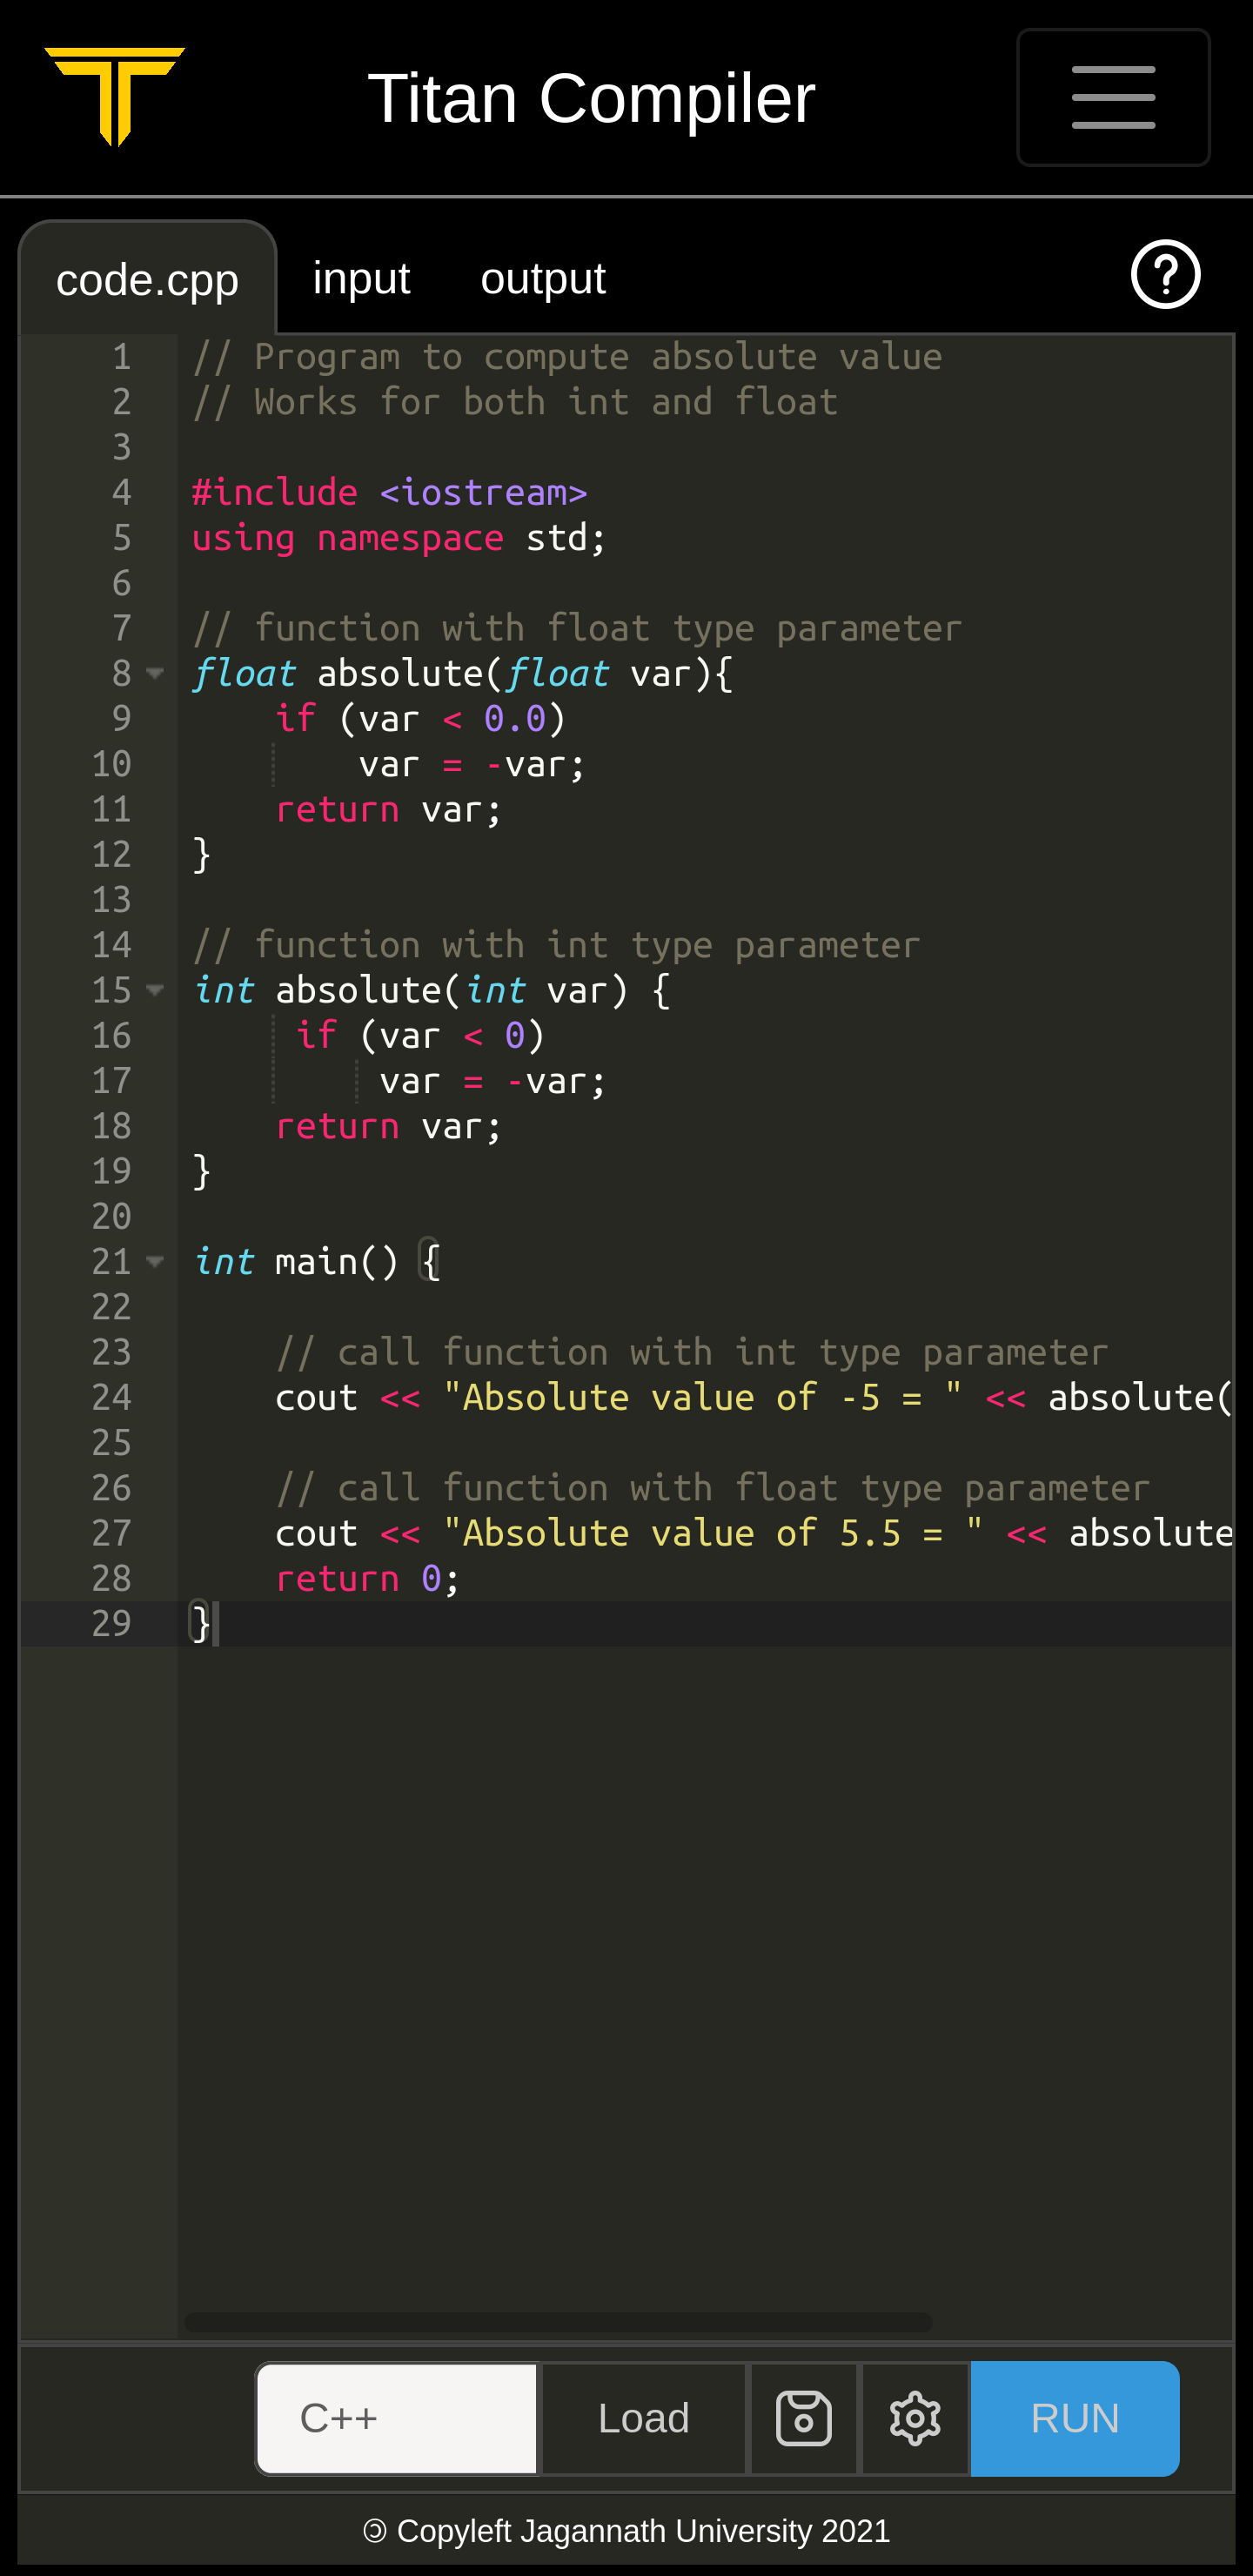 Titan Compiler
code.cpp input output
1 // Program to compute absolute value
2 // Works for both int and float
3
4 #include <iostream>
5 using namespace std;
6
7 // function with float type parameter
8 float absolute(float var){
9     if (var < 0.0)
10         var = -var;
11     return var;
12 }
13
14 // function with int type parameter
15 int absolute(int var) {
16      if (var < 0)
17          var = -var;
18     return var;
19 }
20
21 int main() {
22
23     // call function with int type parameter
24     cout << "Absolute value of -5 = " << absolute(
25
26     // call function with float type parameter
27     cout << "Absolute value of 5.5 = " << absolute
28     return 0;
29 }
C++ Load RUN
🄯 Copyleft Jagannath University 2021